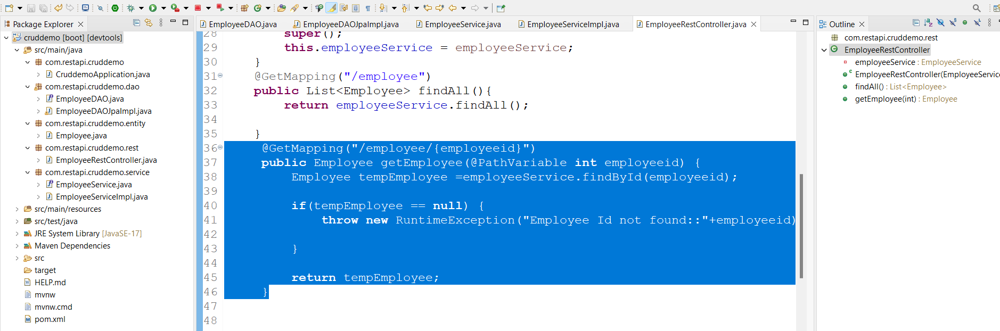 Package Explorer
EmployeeDAO.java
EmployeeDAOJpaImpl.java
EmployeeService.java
EmployeeServiceImpl.java
EmployeeRestController.java
Outline
cruddemo [boot] [devtools]
src/main/java
com.restapi.cruddemo
CruddemoApplication.java
com.restapi.cruddemo.dao
EmployeeDAO.java
EmployeeDAOJpaImpl.java
com.restapi.cruddemo.entity
Employee.java
com.restapi.cruddemo.rest
EmployeeRestController.java
com.restapi.cruddemo.service
EmployeeService.java
EmployeeServiceImpl.java
src/main/resources
src/test/java
JRE System Library [JavaSE-17]
Maven Dependencies
src
target
HELP.md
mvnw
mvnw.cmd
pom.xml
28 super();
29 this.employeeService = employeeService;
30 }
31 @GetMapping("/employee")
32 public List<Employee> findAll(){
33 return employeeService.findAll();
34
35 }
36 @GetMapping("/employee/{employeeid}")
37 public Employee getEmployee(@PathVariable int employeeid) {
38 Employee tempEmployee =employeeService.findById(employeeid);
39
40 if(tempEmployee == null) {
41 throw new RuntimeException("Employee Id not found::"+employeeid)
42
43 }
44
45 return tempEmployee;
46 }
47
48
com.restapi.cruddemo.rest
EmployeeRestController
employeeService : EmployeeService
EmployeeRestController(EmployeeServic
findAll() : List<Employee>
getEmployee(int) : Employee